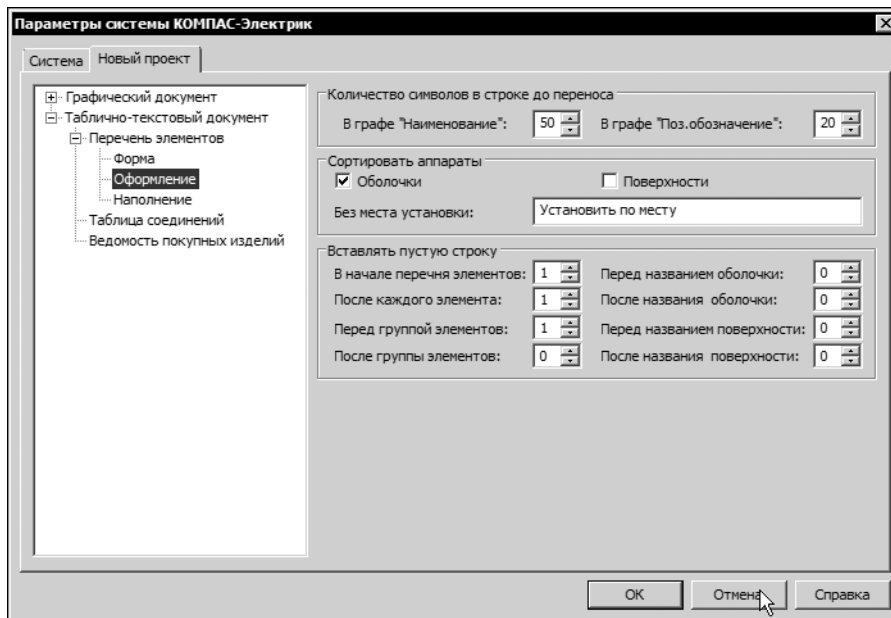 Параметры системы КОМПАС-Электрик
Система Новый проект
Графический документ
Таблично-текстовый документ
Перечень элементов
Форма
Оформление
Наполнение
Таблица соединений
Ведомость покупных изделий
Количество символов в строке до переноса
В графе "Наименование": 50 В графе "Поз.обозначение": 20
Сортировать аппараты
Оболочки Поверхности
Без места установки: Установить по месту
Вставлять пустую строку
В начале перечня элементов: 1 Перед названием оболочки: 0
После каждого элемента: 1 После названия оболочки: 0
Перед группой элементов: 1 Перед названием поверхности: 0
После группы элементов: 0 После названия поверхности: 0
OK Отмена Справка